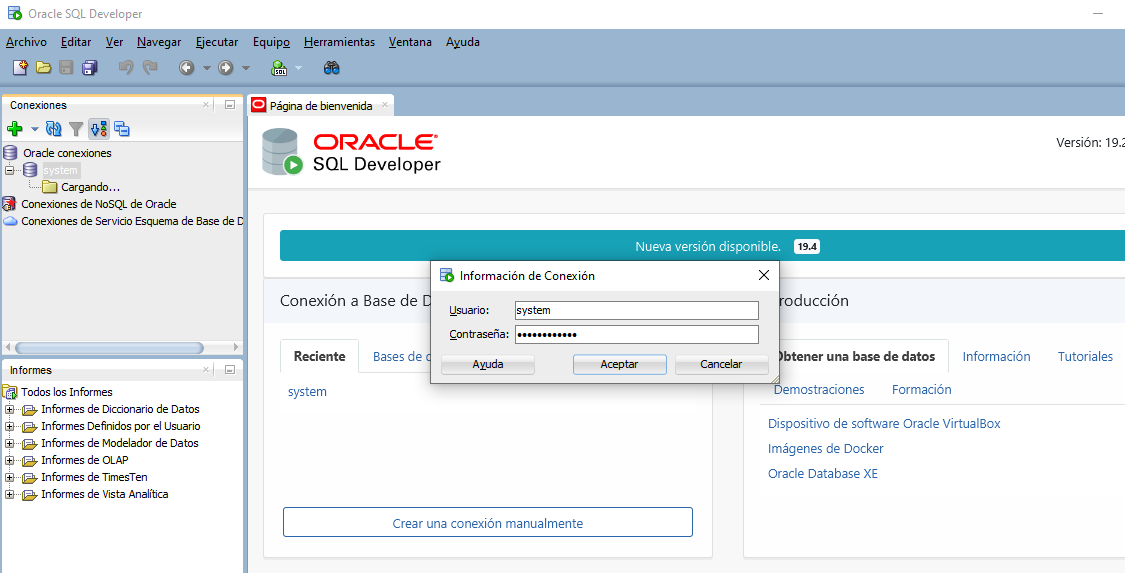 Oracle SQL Developer
Archivo Editar Ver Navegar Ejecutar Equipo Herramientas Ventana Ayuda
SQL
Conexiones
Oracle conexiones
system
Cargando...
Conexiones de NoSQL de Oracle
Conexiones de Servicio Esquema de Base de D
Informes
Todos los Informes
Informes de Diccionario de Datos
Informes Definidos por el Usuario
Informes de Modelador de Datos
Informes de OLAP
Informes de TimesTen
Informes de Vista Analítica
Página de bienvenida
ORACLE
SQL Developer
Versión: 19.2
Nueva versión disponible. 19.4
Conexión a Base de D
Reciente Bases de d
system
Crear una conexión manualmente
Información de Conexión
Usuario: system
Contraseña: ••••••••••••
Ayuda Aceptar Cancelar
roducción
Obtener una base de datos Información Tutoriales
Demostraciones Formación
Dispositivo de software Oracle VirtualBox
Imágenes de Docker
Oracle Database XE